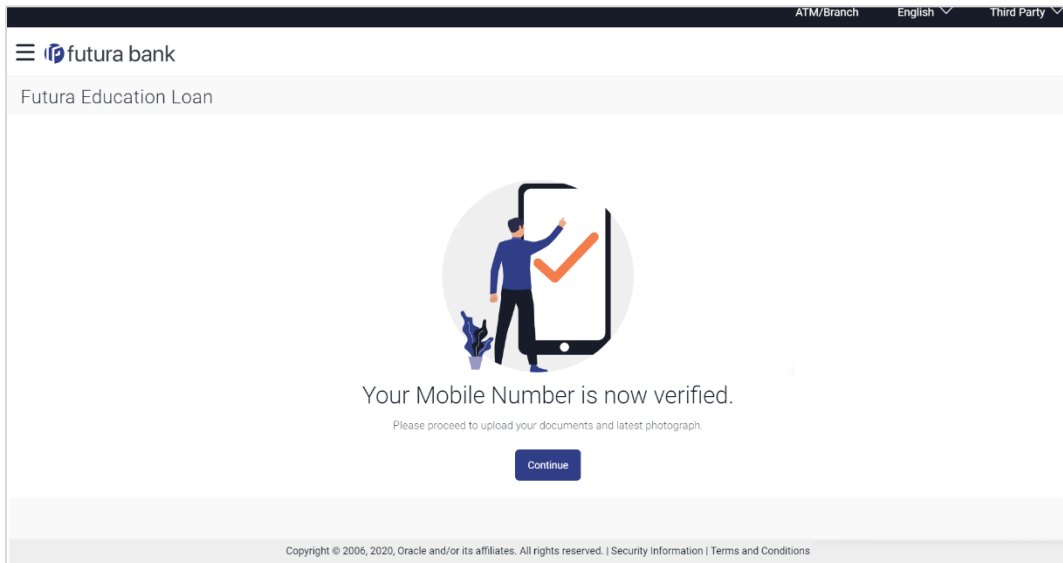 ATM/Branch English Third Party
futura bank
Futura Education Loan
Your Mobile Number is now verified.
Please proceed to upload your documents and latest photograph.
Continue
Copyright © 2006, 2020, Oracle and/or its affiliates. All rights reserved. | Security Information | Terms and Conditions